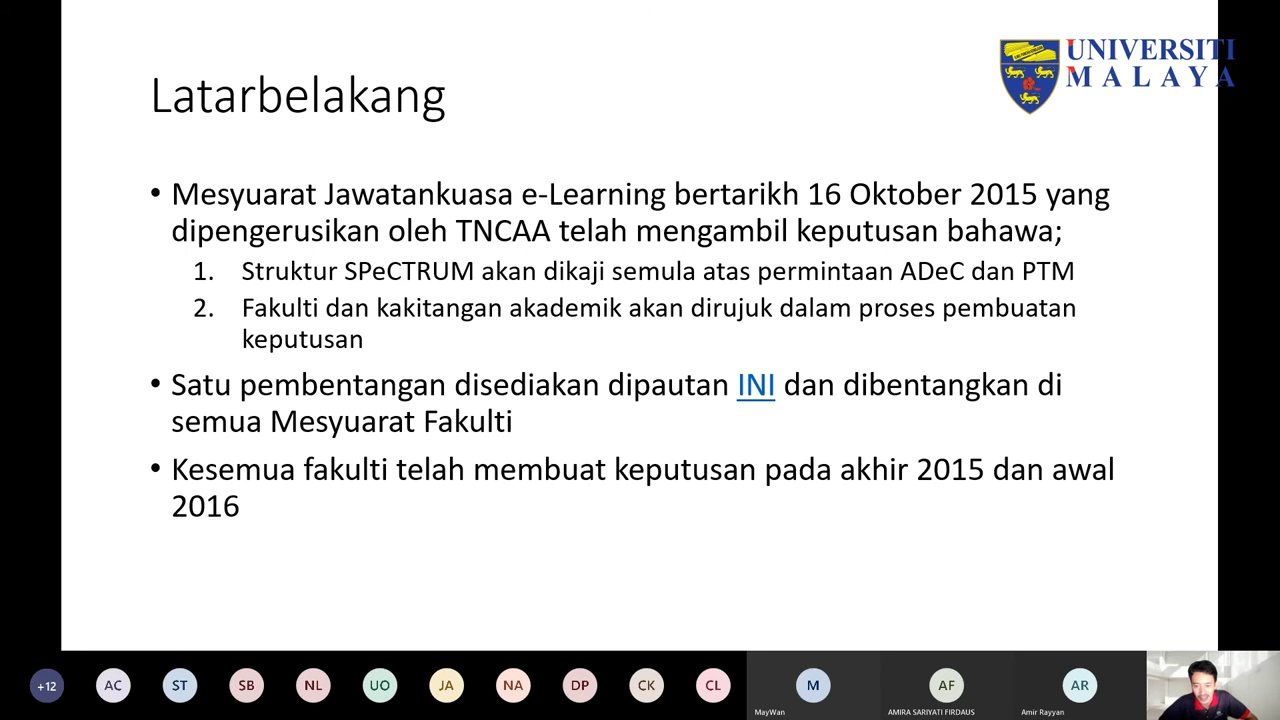 UNIVERSITI
MALAYA
Latarbelakang
• Mesyuarat Jawatankuasa e-Learning bertarikh 16 Oktober 2015 yang
dipengerusikan oleh TNCAA telah mengambil keputusan bahawa;
1. Struktur SPeCTRUM akan dikaji semula atas permintaan ADeC dan PTM
2. Fakulti dan kakitangan akademik akan dirujuk dalam proses pembuatan
keputusan
• Satu pembentangan disediakan dipautan INI dan dibentangkan di
semua Mesyuarat Fakulti
• Kesemua fakulti telah membuat keputusan pada akhir 2015 dan awal
2016
+12 AC ST SB NL UO JA NA DP CK CL M AF AR
MayWan AMIRA SARIYATI FIRDAUS Amir Rayyan